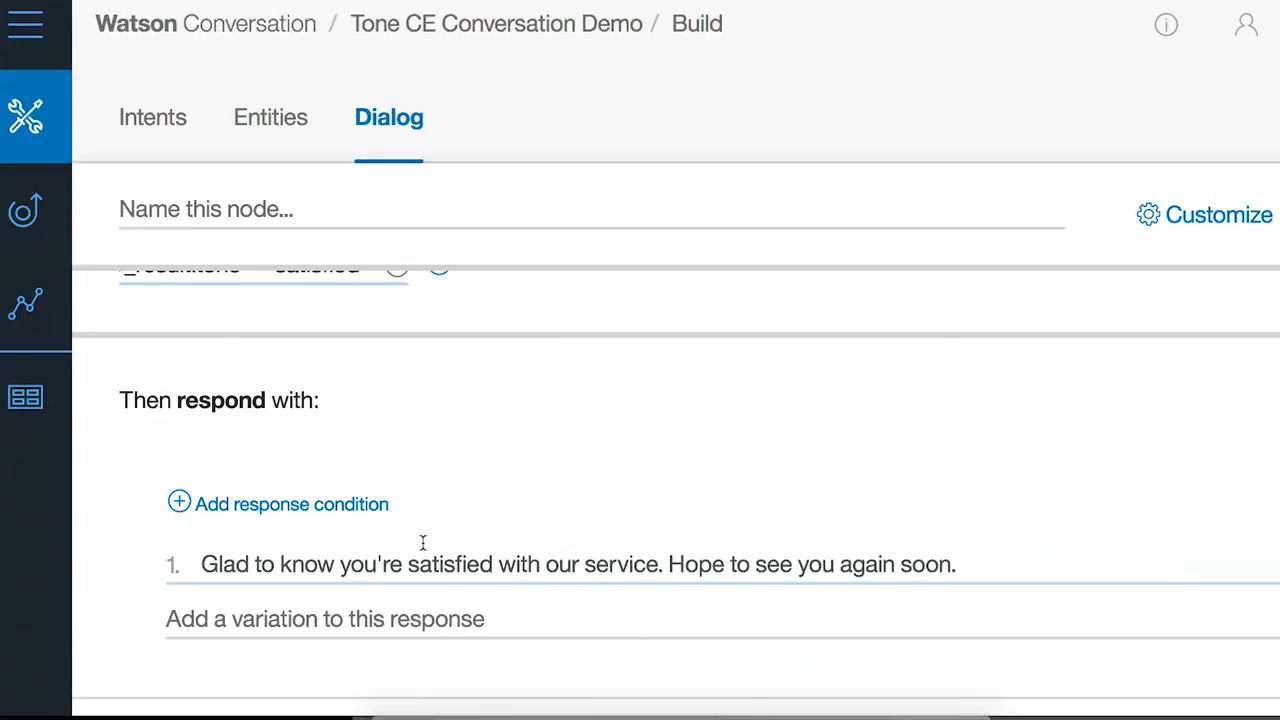 Watson Conversation / Tone CE Conversation Demo / Build
Intents Entities Dialog
Name this node...
Customize
Then respond with:
Add response condition
1. Glad to know you're satisfied with our service. Hope to see you again soon.
Add a variation to this response